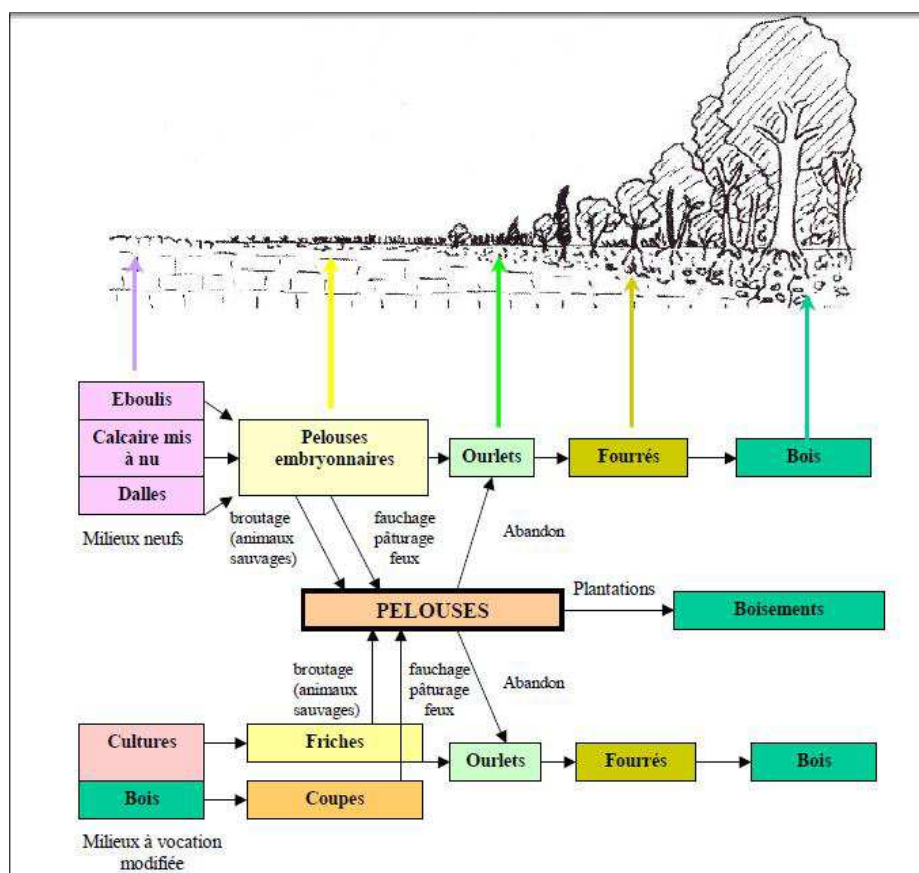 Eboulis
Calcaire mis
à nu
Dalles
Milieux neufs
Pelouses
embryonnaires
Ourlets
Fourrés
Bois
broutage
(animaux
sauvages)
fauchage
pâturage
feux
Abandon
PELOUSES
Plantations
Boisements
broutage
(animaux
sauvages)
fauchage
pâturage
feux
Abandon
Cultures
Bois
Milieux à vocation
modifiée
Friches
Coupes
Ourlets
Fourrés
Bois